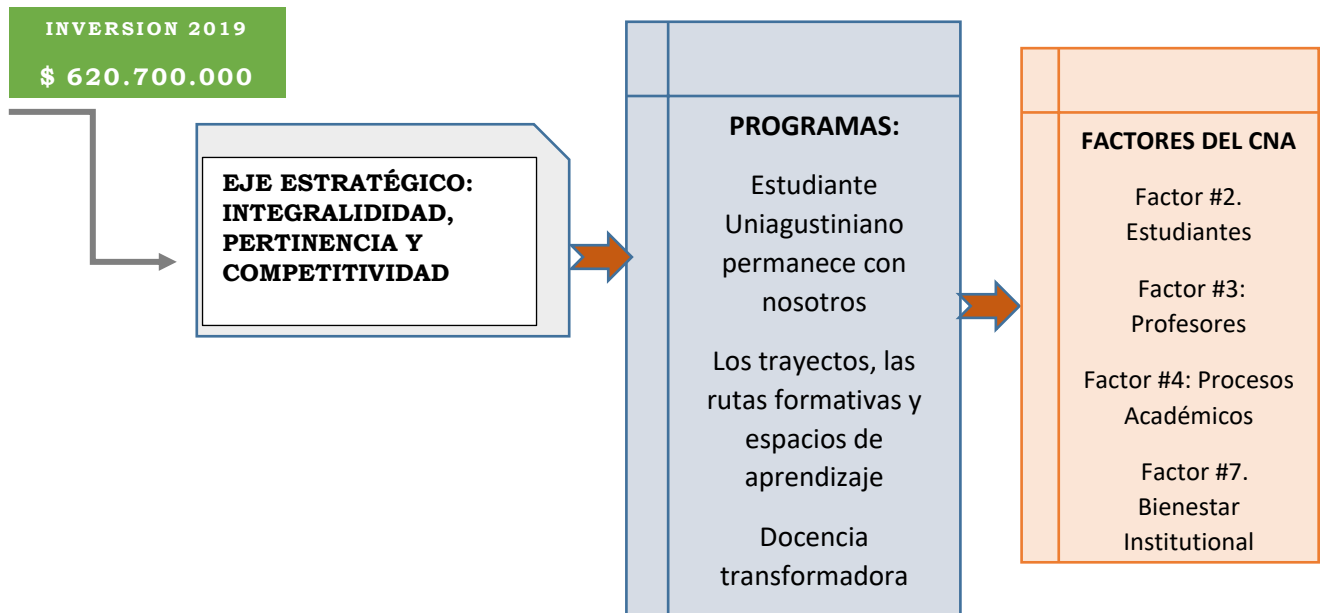 INVERSION 2019
$ 620.700.000
EJE ESTRATÉGICO:
INTEGRALIDIDAD,
PERTINENCIA Y
COMPETITIVIDAD
PROGRAMAS:
Estudiante
Uniagustiniano
permanece con
nosotros
Los trayectos, las
rutas formativas y
espacios de
aprendizaje
Docencia
transformadora
FACTORES DEL CNA
Factor #2.
Estudiantes
Factor #3:
Profesores
Factor #4: Procesos
Académicos
Factor #7.
Bienestar
Institutional